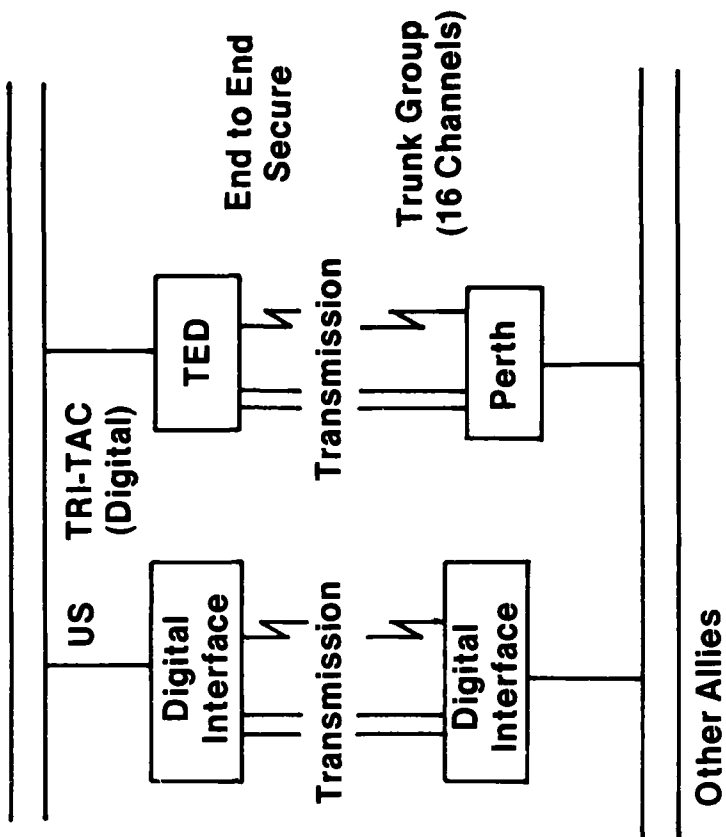 US
TRI-TAC
(Digital)
Digital
Interface
TED
End to End
Secure
Transmission
Transmission
Trunk Group
(16 Channels)
Digital
Interface
Perth
Other Allies